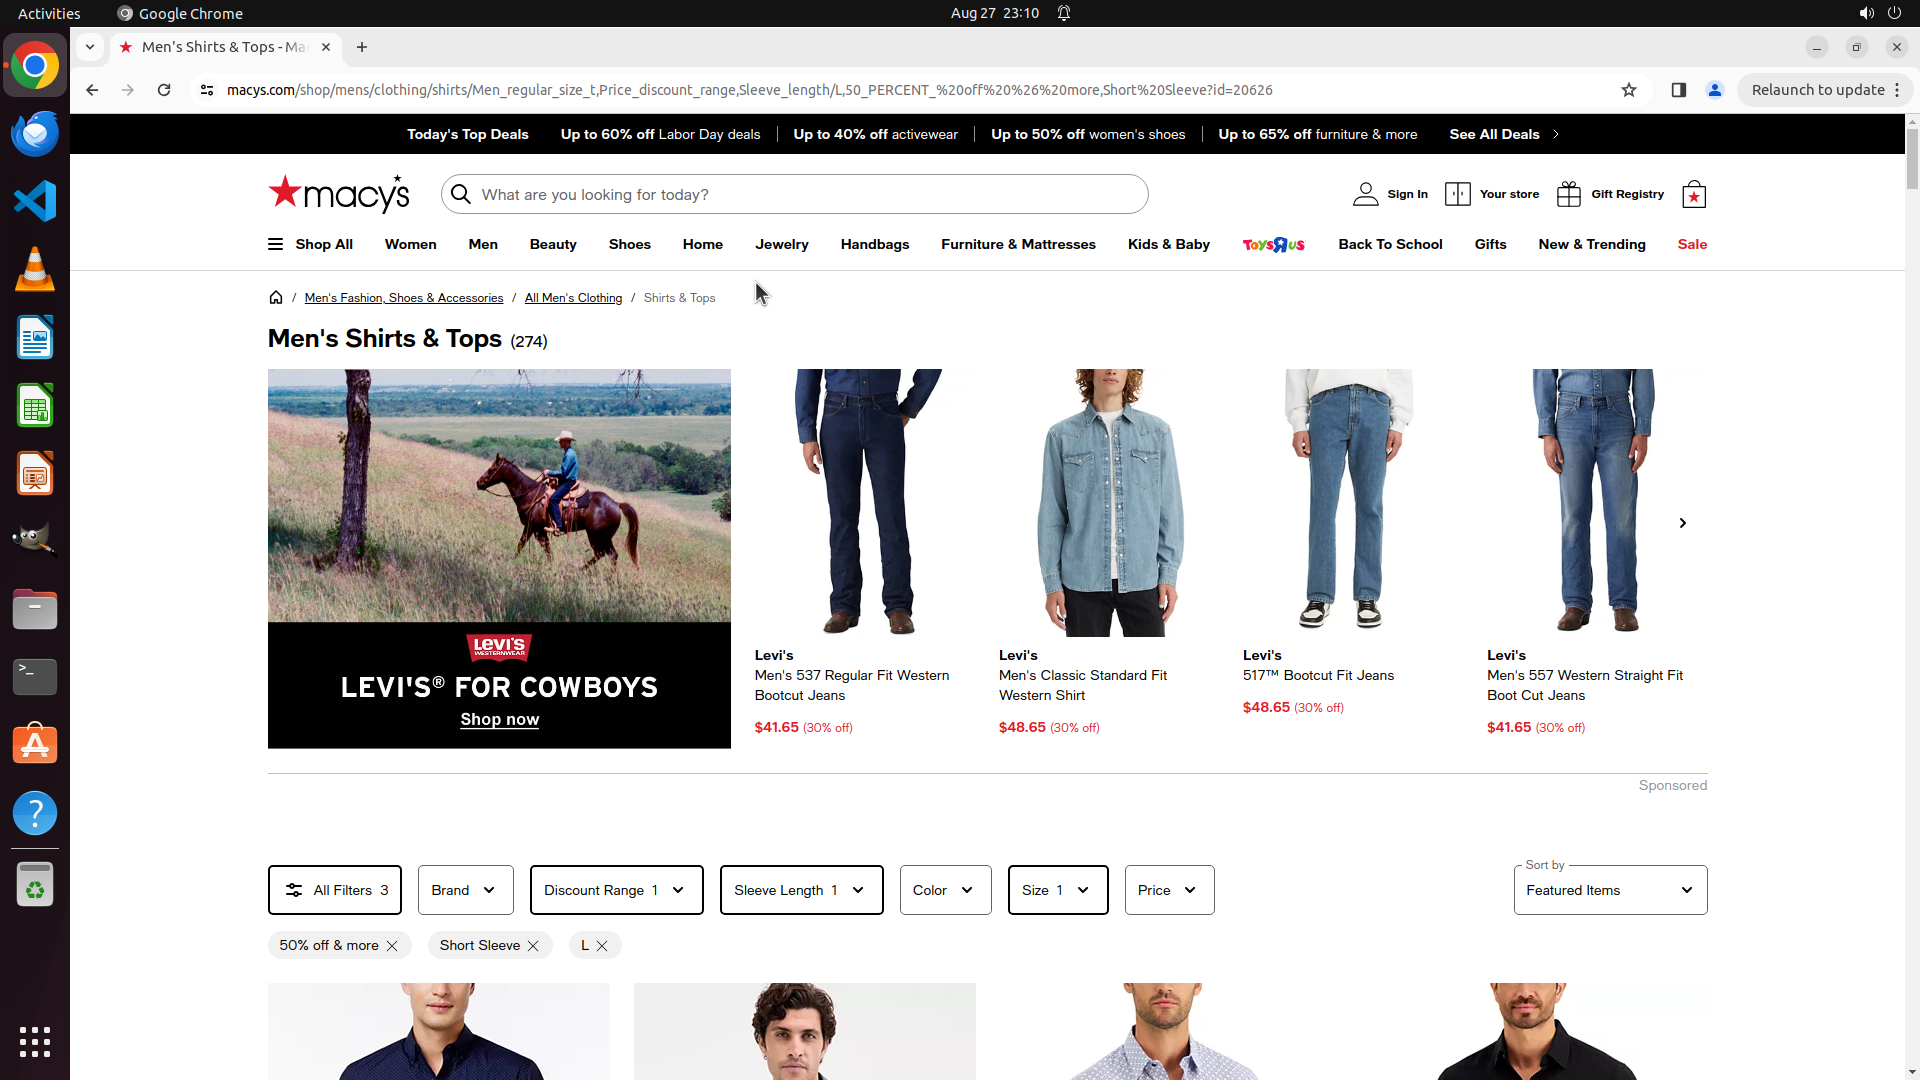 Activities
Google Chrome
Aug 27 23:10
Men's Shirts & Tops - Ma
macys.com/shop/mens/clothing/shirts/Men_regular_size_t,Price_discount_range,Sleeve_length/L,50_PERCENT_%20off%20%26%20more,Short%20Sleeve?id=20626
Relaunch to update
Today's Top Deals
Up to 60% off Labor Day deals
Up to 40% off activewear
Up to 50% off women's shoes
Up to 65% off furniture & more
See All Deals
macy's
What are you looking for today?
Sign In
Your store
Gift Registry
Shop All
Women
Men
Beauty
Shoes
Home
Jewelry
Handbags
Furniture & Mattresses
Kids & Baby
ToysRus
Back To School
Gifts
New & Trending
Sale
/ Men's Fashion, Shoes & Accessories / All Men's Clothing / Shirts & Tops
Men's Shirts & Tops (274)
Levi's
WESTERNWEAR
LEVI'S® FOR COWBOYS
Shop now
Levi's
Men's 537 Regular Fit Western
Bootcut Jeans
$41.65 (30% off)
Levi's
Men's Classic Standard Fit
Western Shirt
$48.65 (30% off)
Levi's
517™ Bootcut Fit Jeans
$48.65 (30% off)
Levi's
Men's 557 Western Straight Fit
Boot Cut Jeans
$41.65 (30% off)
Sponsored
All Filters 3
Brand
Discount Range 1
Sleeve Length 1
Color
Size 1
Price
Sort by
Featured Items
50% off & more
Short Sleeve
L